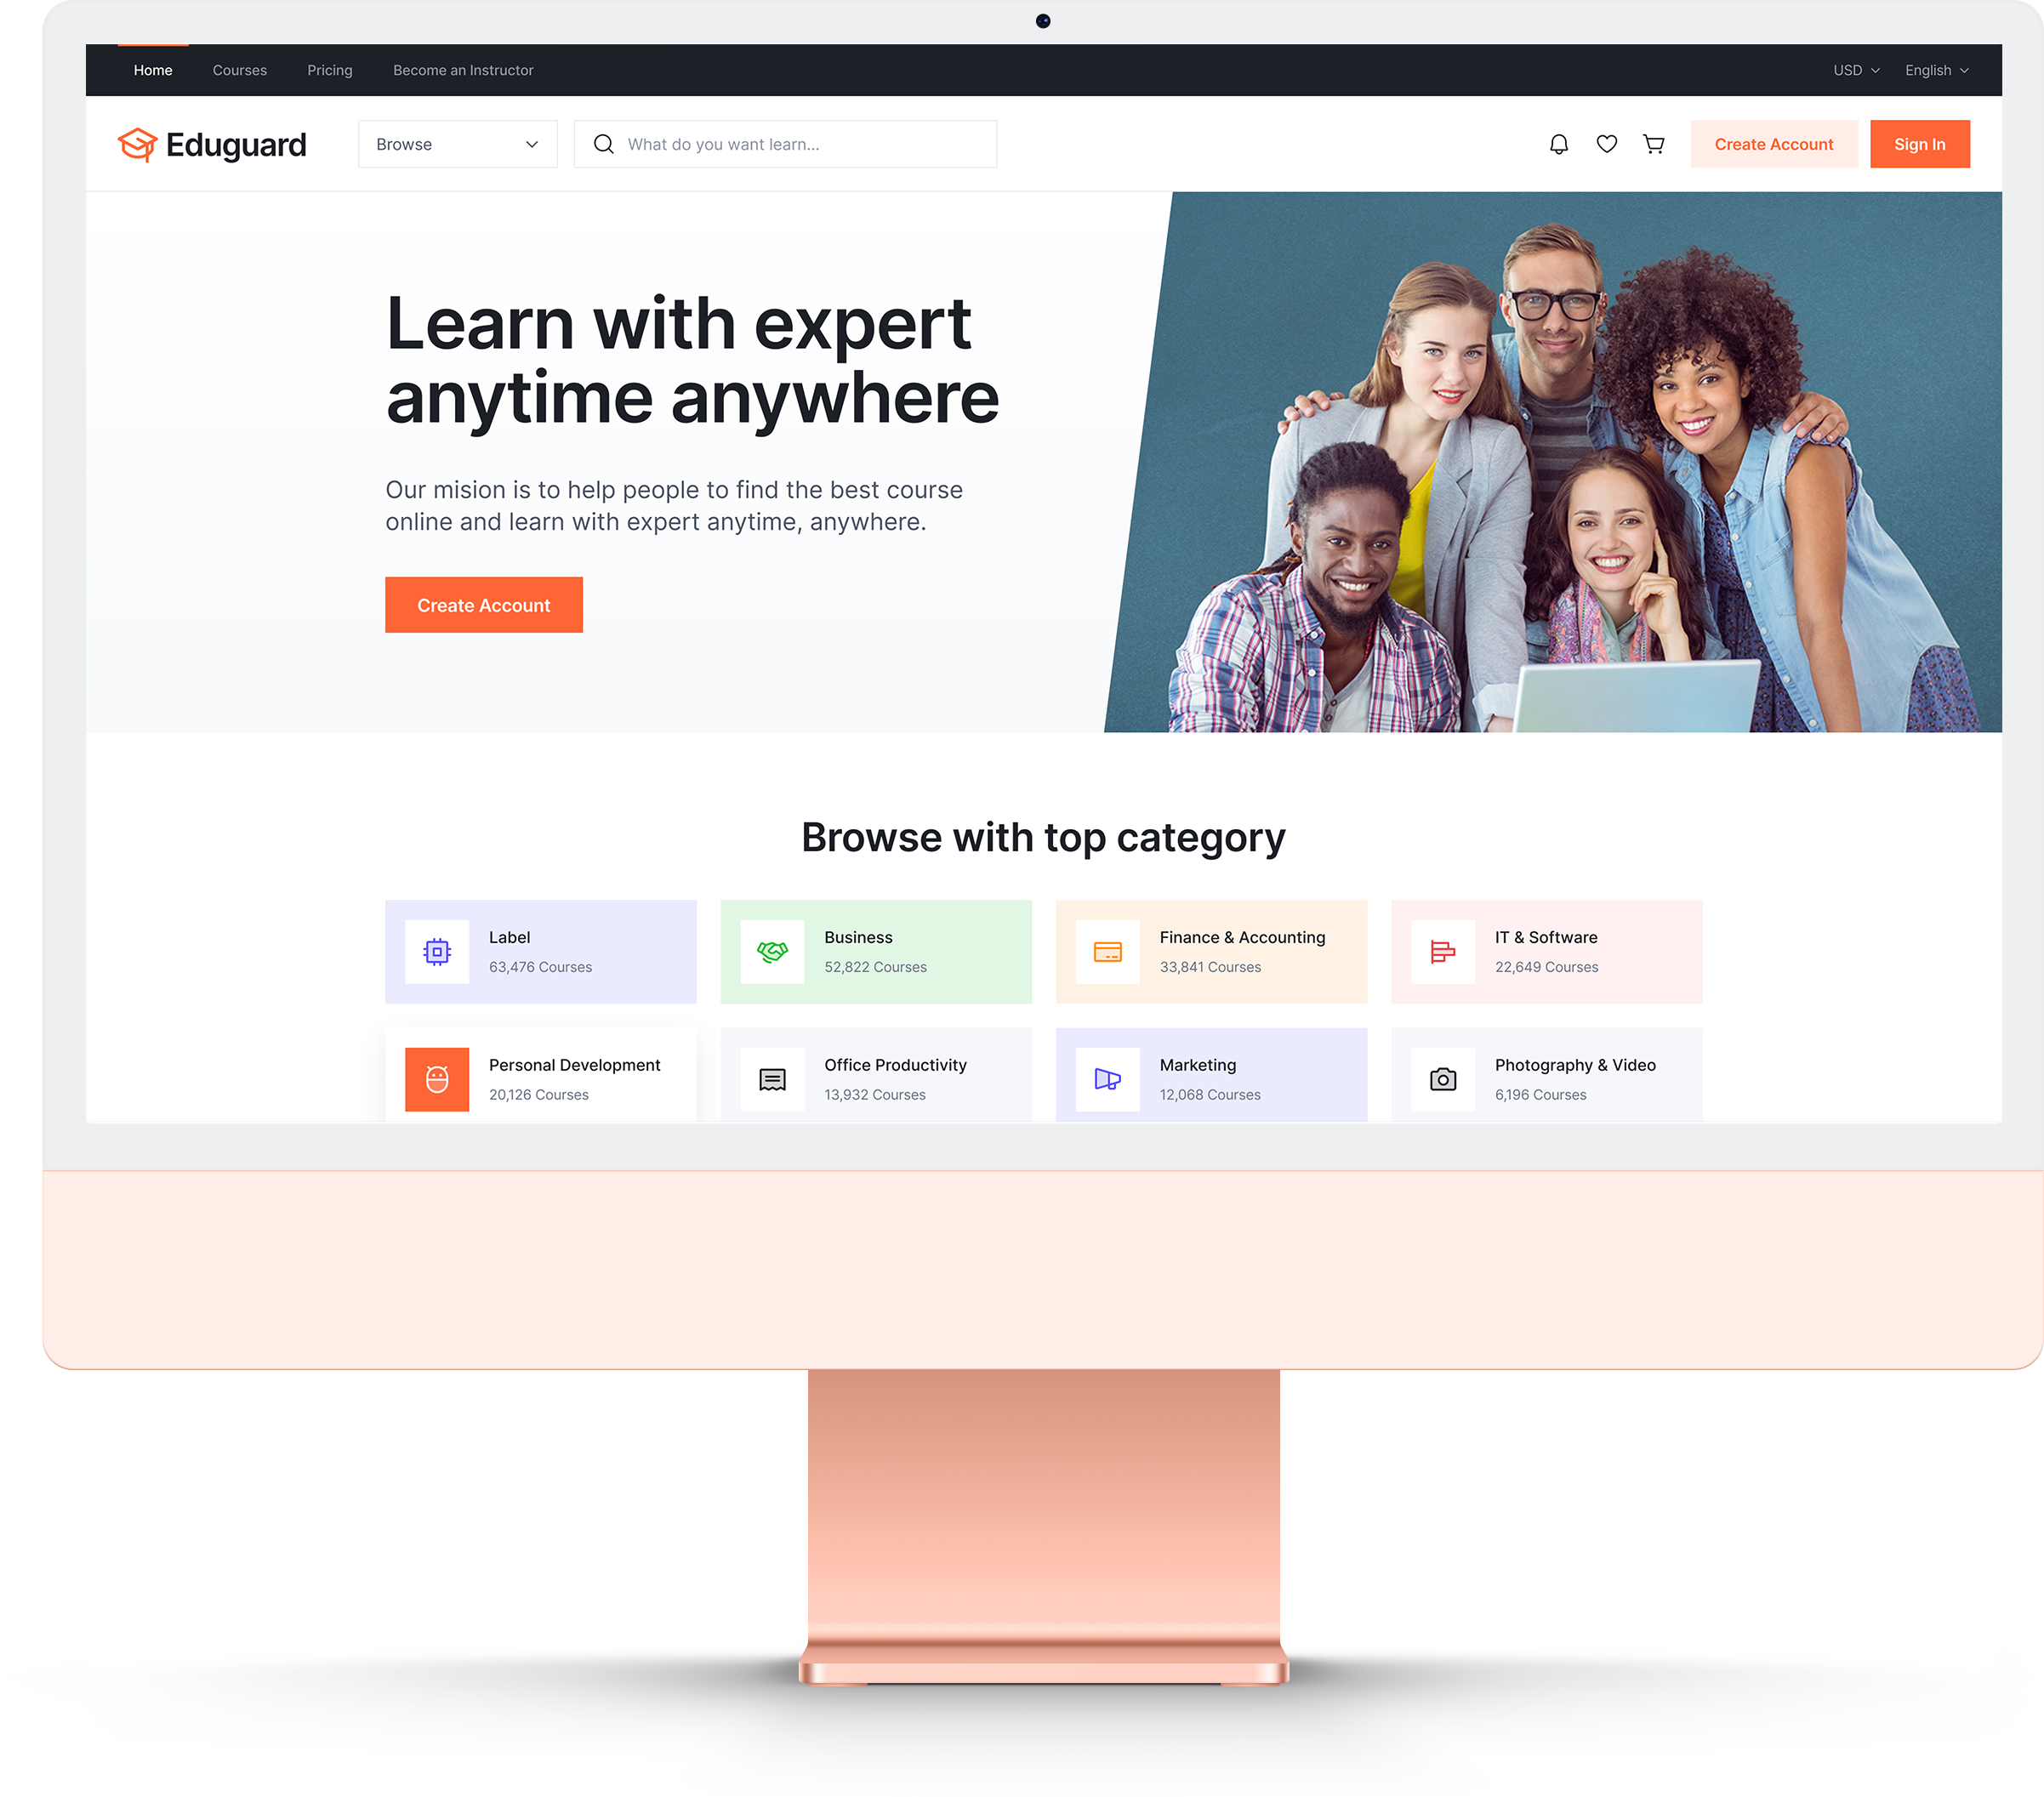 Home Courses Pricing Become an Instructor USD English
Eduguard Browse What do you want learn... Create Account Sign In
Learn with expert
anytime anywhere
Our mision is to help people to find the best course
online and learn with expert anytime, anywhere.
Create Account
Browse with top category
Label
63,476 Courses
Business
52,822 Courses
Finance & Accounting
33,841 Courses
IT & Software
22,649 Courses
Personal Development
20,126 Courses
Office Productivity
13,932 Courses
Marketing
12,068 Courses
Photography & Video
6,196 Courses